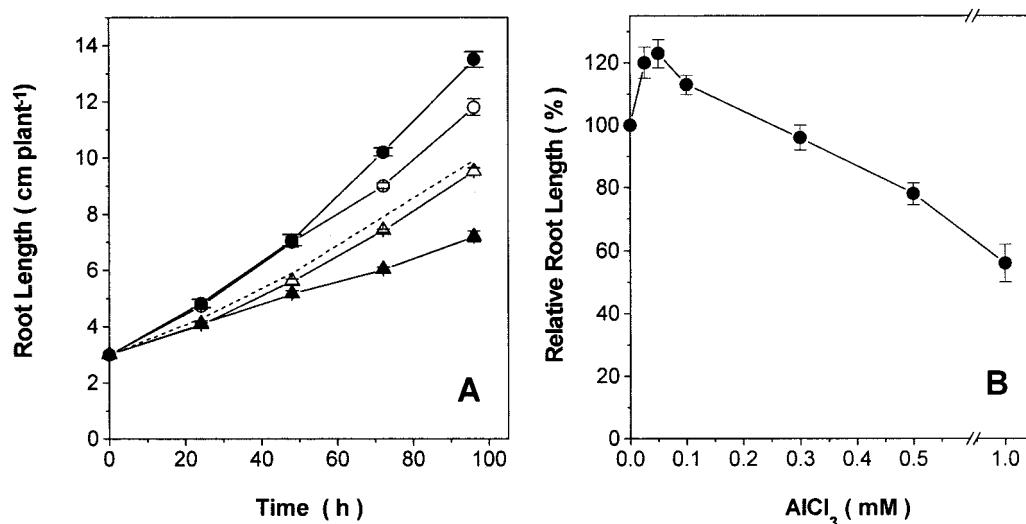 Root Length ( cm plant⁻¹)
14
12
10
8
6
4
2
0
A
0 20 40 60 80 100
Time ( h )
Relative Root Length ( % )
120
100
80
60
40
20
0
B
0.0 0.1 0.2 0.3 0.4 0.5 1.0
AlCl₃ ( mM )